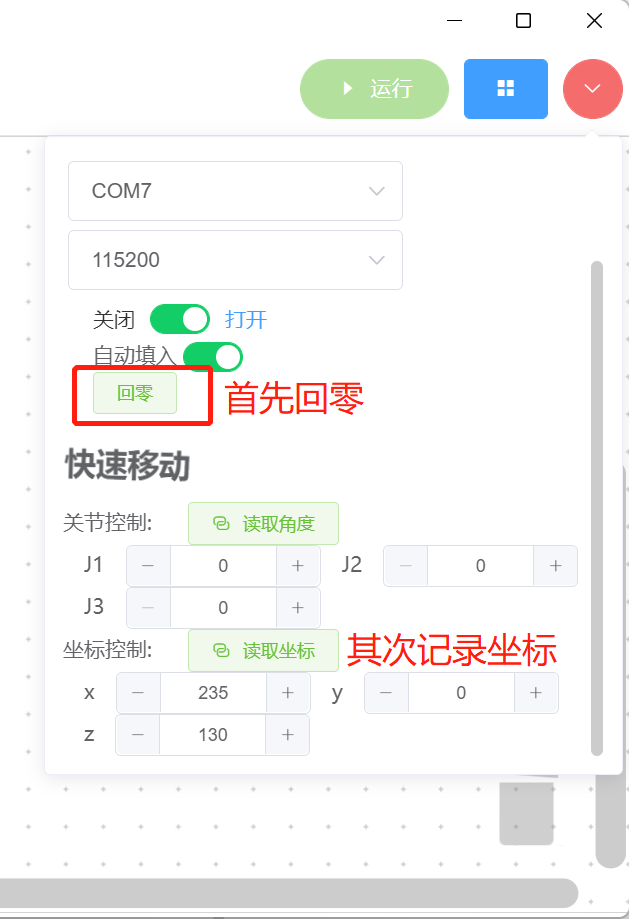 运行
COM7
115200
关闭 打开
自动填入
回零 首先回零
快速移动
关节控制: 读取角度
J1 − 0 + J2 − 0 +
J3 − 0 +
坐标控制: 读取坐标 其次记录坐标
x − 235 + y − 0 +
z − 130 +